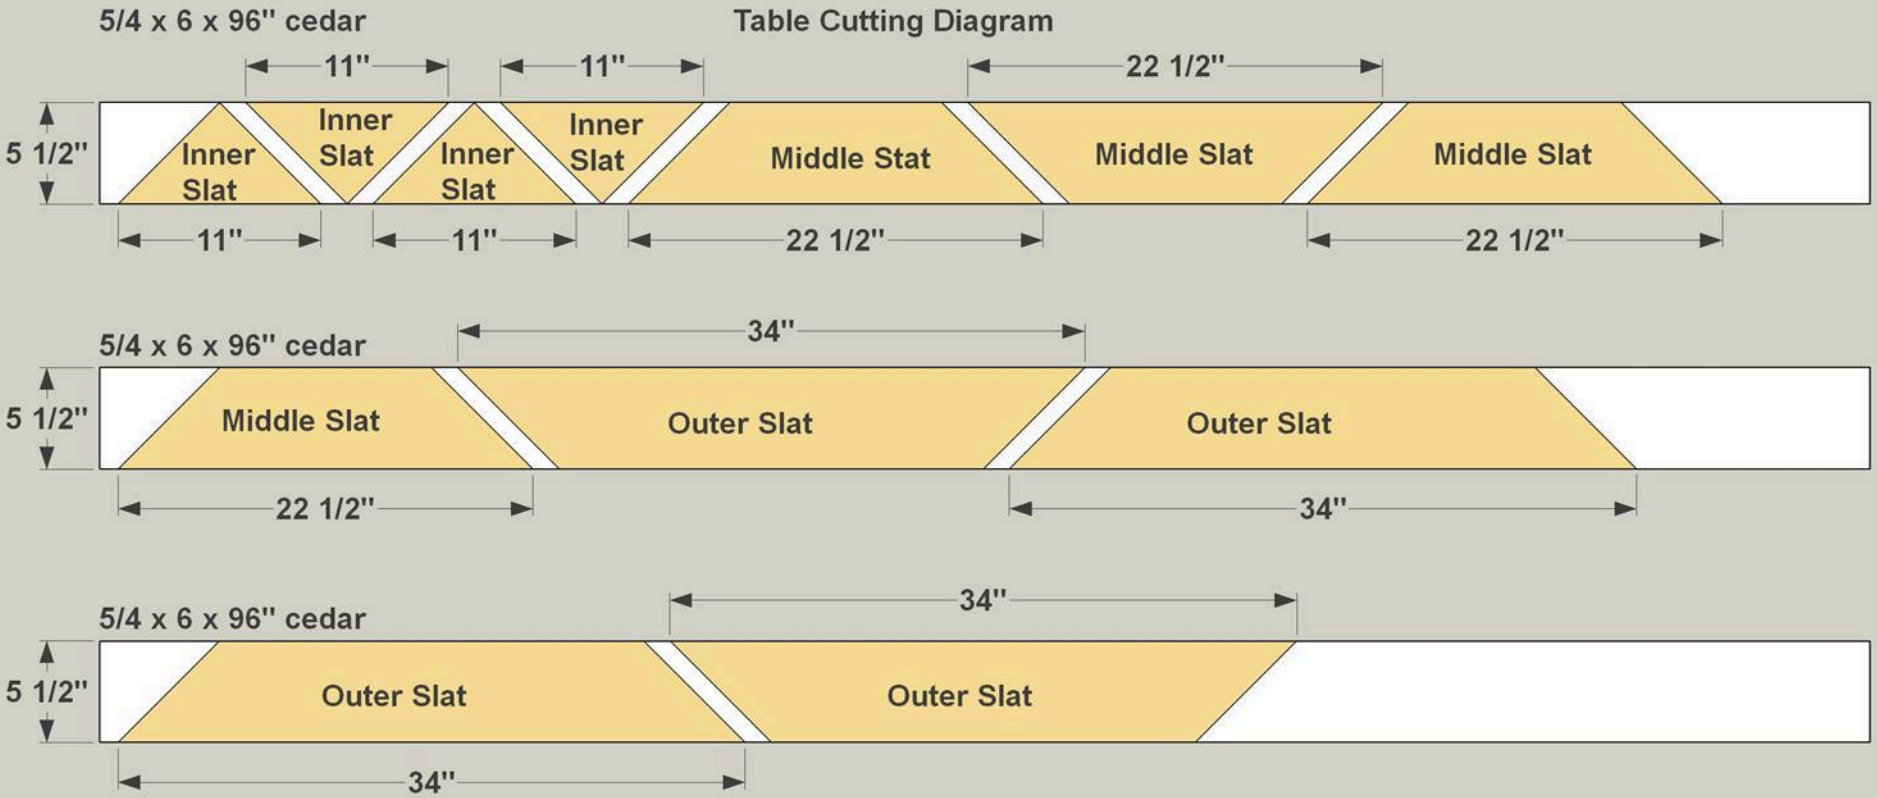 5/4 x 6 x 96" cedar
Table Cutting Diagram
11"
11"
22 1/2"
5 1/2"
Inner
Slat
Inner
Slat
Inner
Slat
Inner
Slat
Middle Stat
Middle Slat
Middle Slat
11"
11"
22 1/2"
22 1/2"
5/4 x 6 x 96" cedar
34"
5 1/2"
Middle Slat
Outer Slat
Outer Slat
22 1/2"
34"
5/4 x 6 x 96" cedar
34"
5 1/2"
Outer Slat
Outer Slat
34"